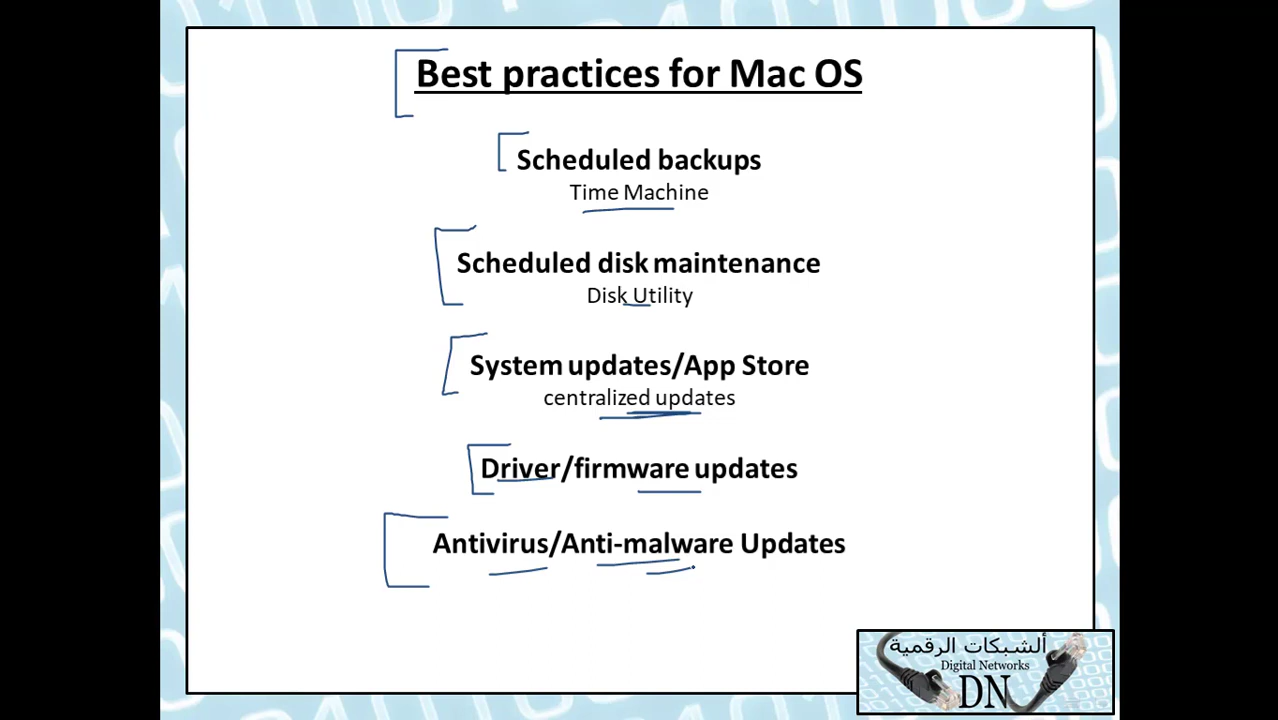 Best practices for Mac OS
Scheduled backups
Time Machine
Scheduled disk maintenance
Disk Utility
System updates/App Store
centralized updates
Driver/firmware updates
Antivirus/Anti-malware Updates
ألشبكات الرقمية
Digital Networks
DN